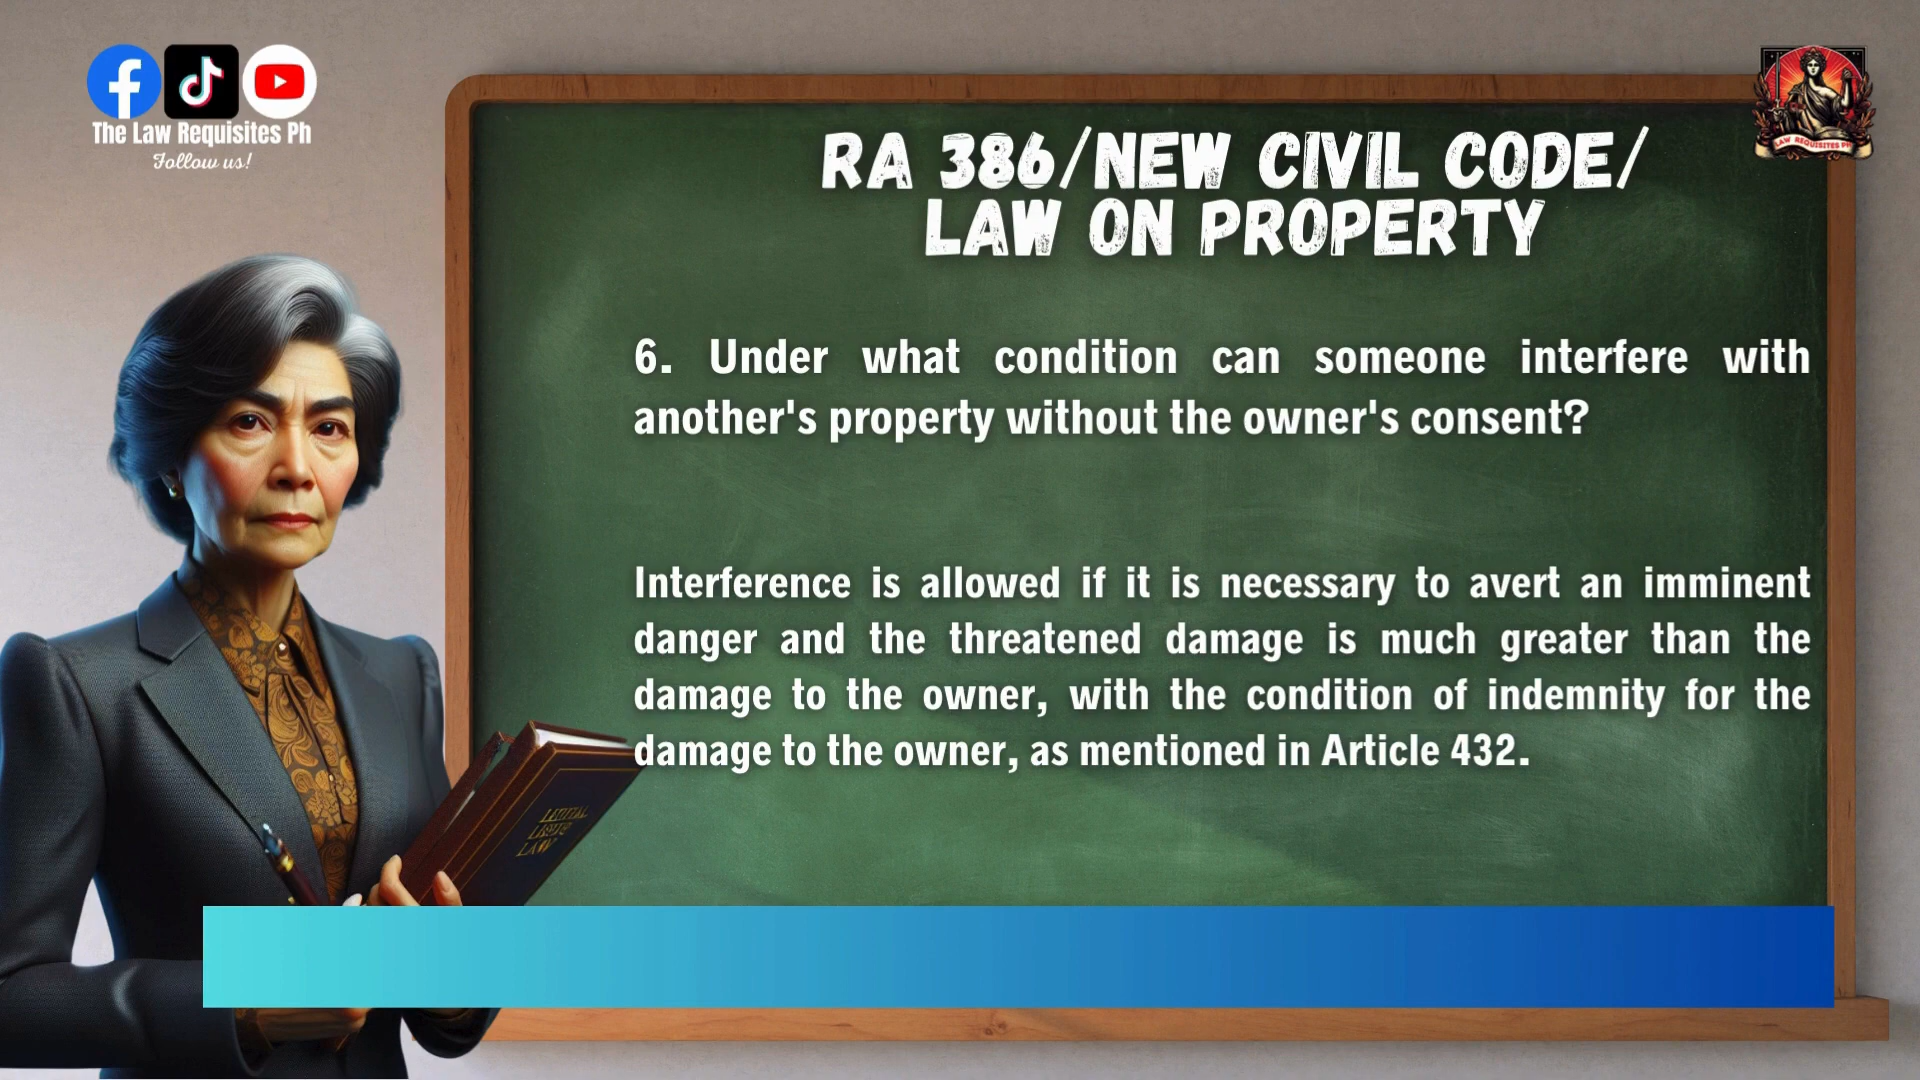 The Law Requisites Ph
Follow us!
LAW REQUISITES PH
RA 386/NEW CIVIL CODE/
LAW ON PROPERTY
6. Under what condition can someone interfere with
another's property without the owner's consent?
Interference is allowed if it is necessary to avert an imminent
danger and the threatened damage is much greater than the
damage to the owner, with the condition of indemnity for the
damage to the owner, as mentioned in Article 432.